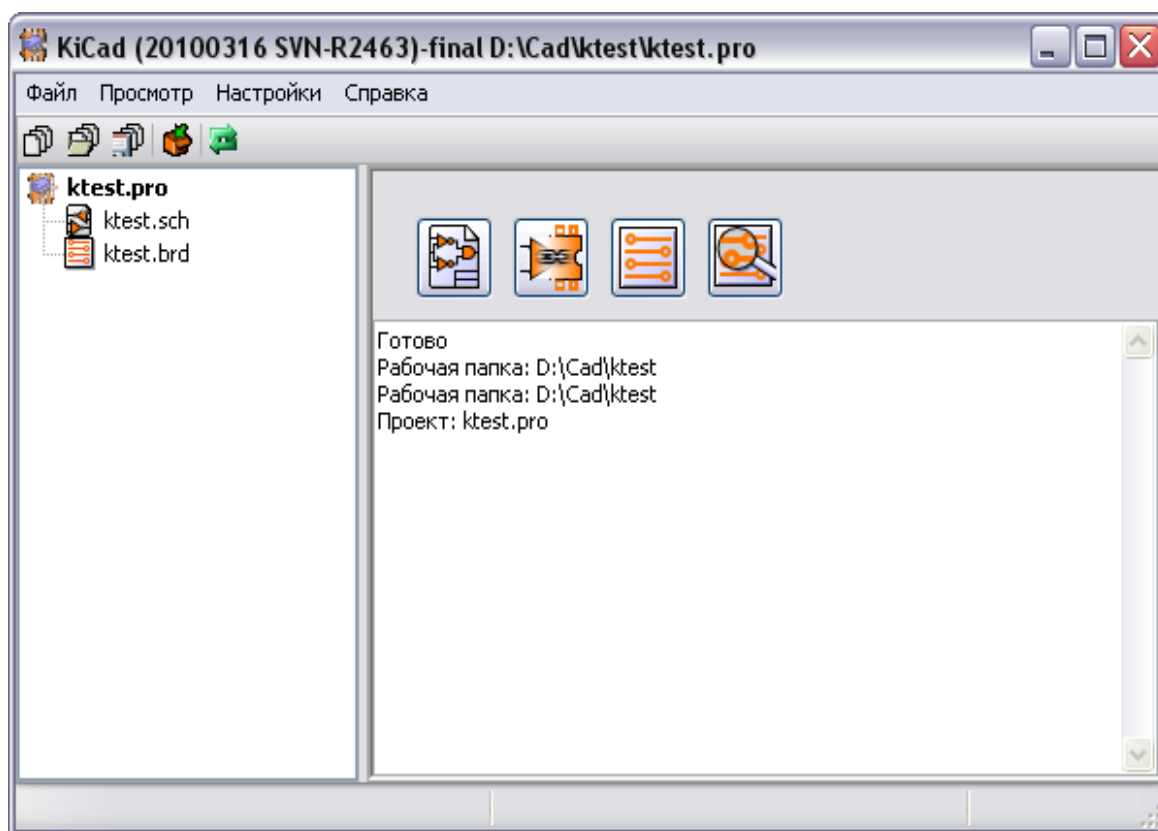 KiCad (20100316 SVN-R2463)-final D:\Cad\ktest\ktest.pro
Файл Просмотр Настройки Справка
ktest.pro
ktest.sch
ktest.brd
Готово
Рабочая папка: D:\Cad\ktest
Рабочая папка: D:\Cad\ktest
Проект: ktest.pro